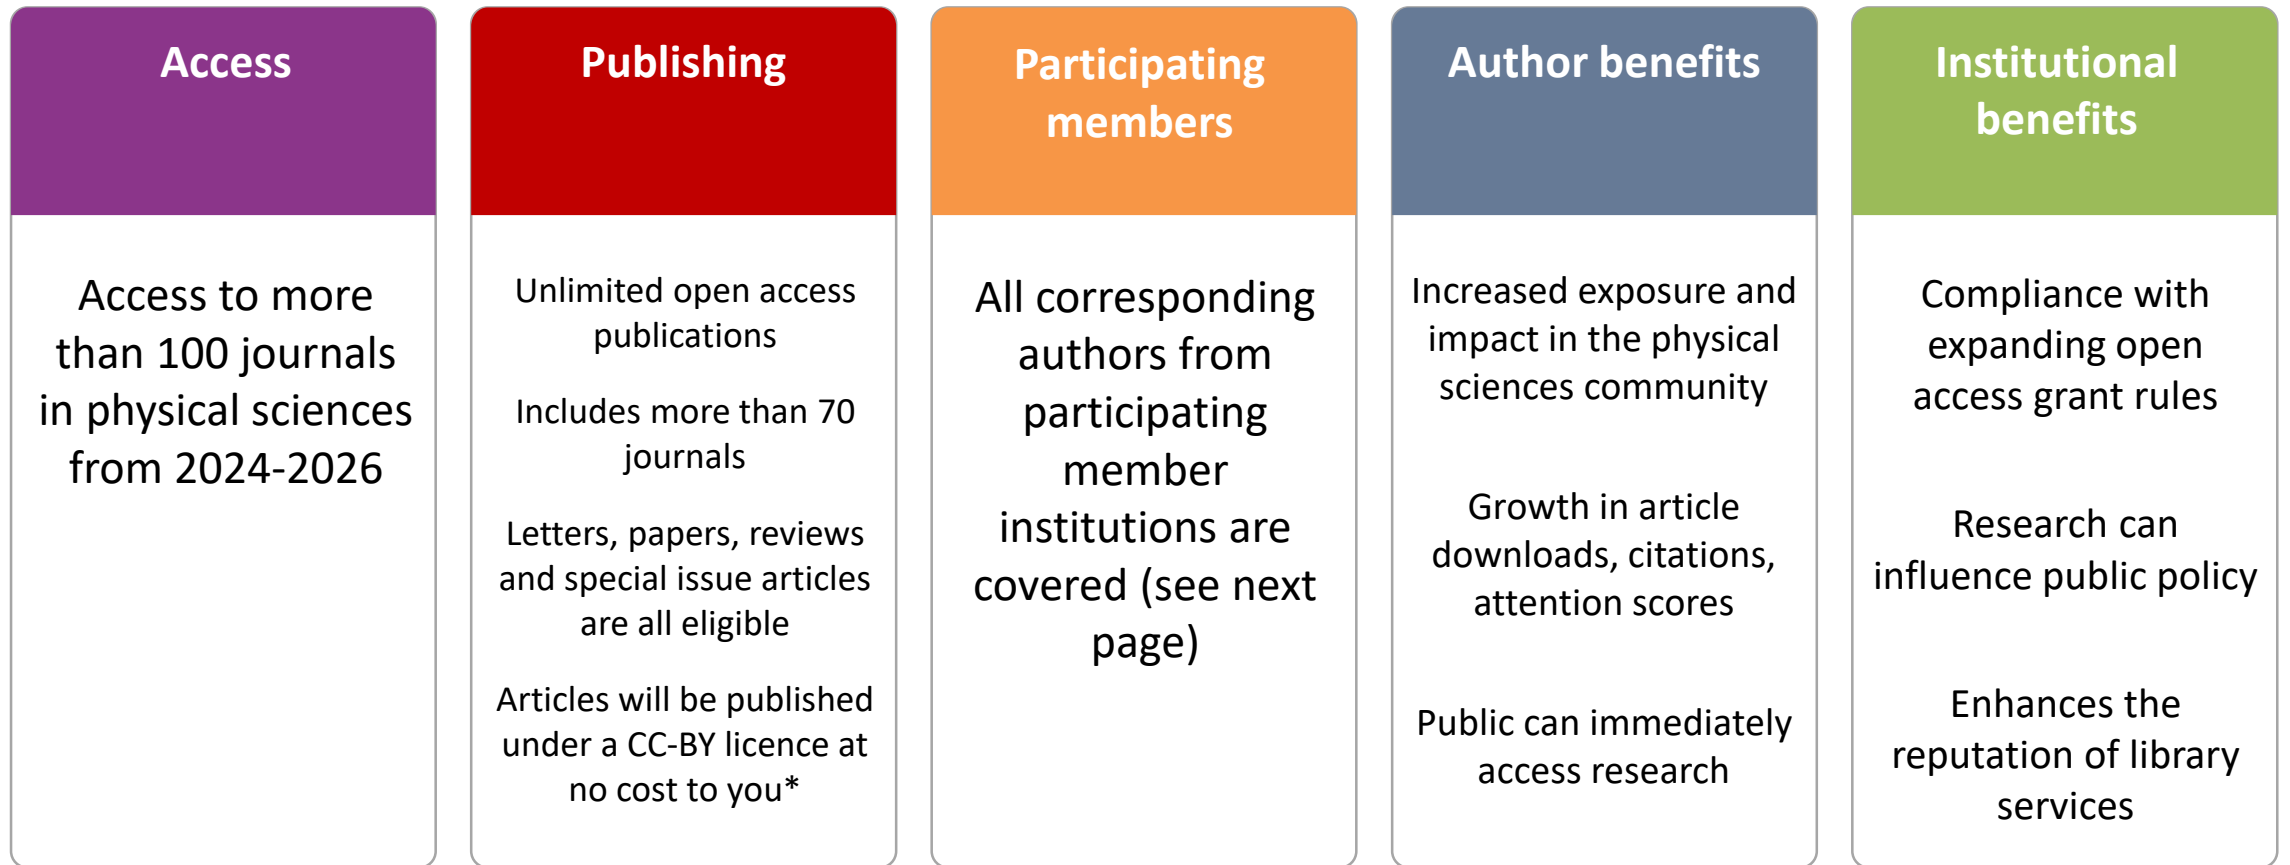 Access
Access to more
than 100 journals
in physical sciences
from 2024-2026
Publishing
Unlimited open access
publications
Includes more than 70
journals
Letters, papers, reviews
and special issue articles
are all eligible
Articles will be published
under a CC-BY licence at
no cost to you*
Participating
members
All corresponding
authors from
participating
member
institutions are
covered (see next
page)
Author benefits
Increased exposure and
impact in the physical
sciences community
Growth in article
downloads, citations,
attention scores
Public can immediately
access research
Institutional
benefits
Compliance with
expanding open
access grant rules
Research can
influence public policy
Enhances the
reputation of library
services